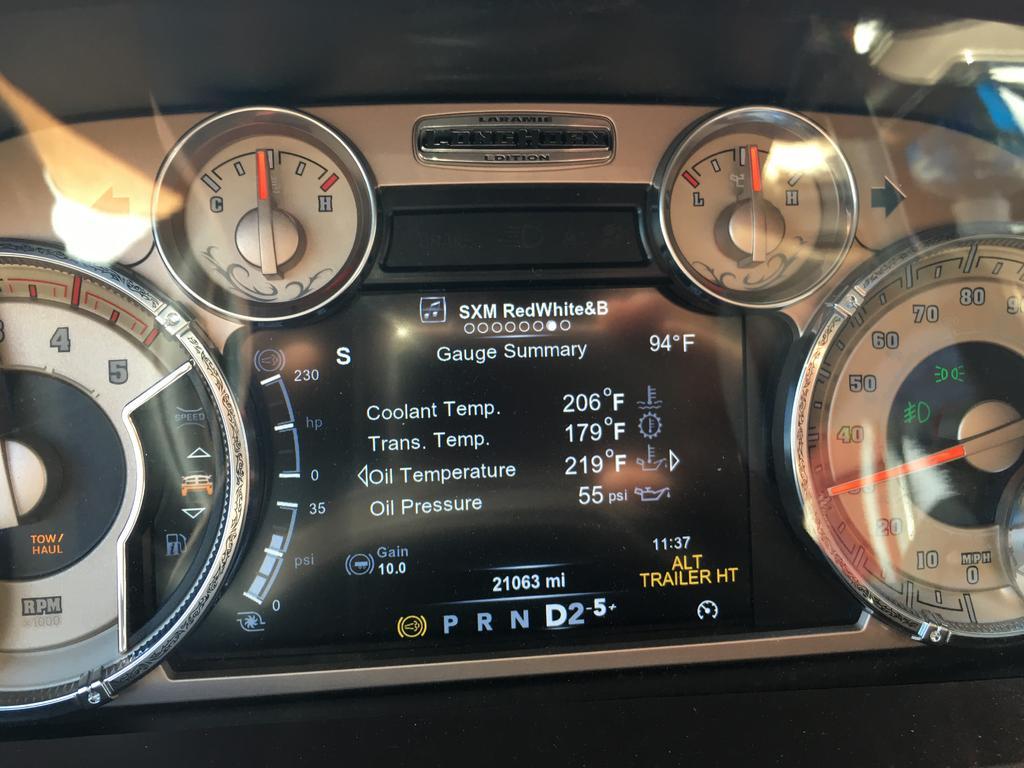 LARAMIE
LONGHORN
EDITION
C H
L H
SXM RedWhite&B
S Gauge Summary 94°F
Coolant Temp. 206°F
Trans. Temp. 179°F
Oil Temperature 219°F
Oil Pressure 55 psi
230
hp
0
35
psi
0
Gain
10.0
11:37
ALT
TRAILER HT
21063 mi
P R N D2-5+
3 4 5
SPEED
TOW/
HAUL
RPM
x1000
90
80
70
60
50
40
20
10
0
MPH